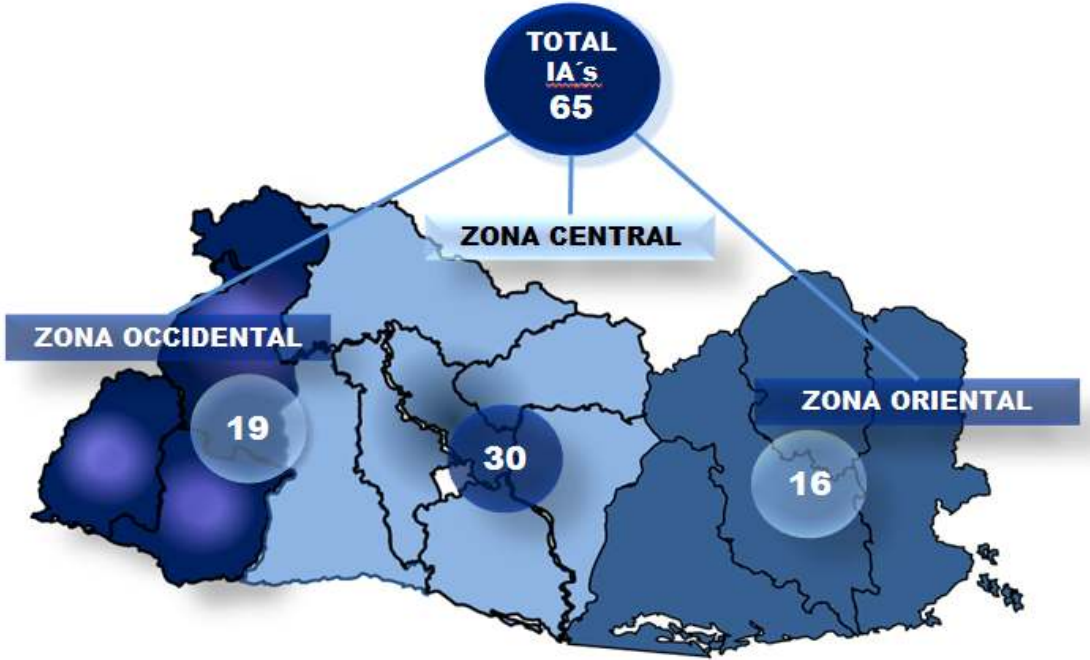 TOTAL
IA´s
65
ZONA CENTRAL
ZONA OCCIDENTAL
ZONA ORIENTAL
19
30
16